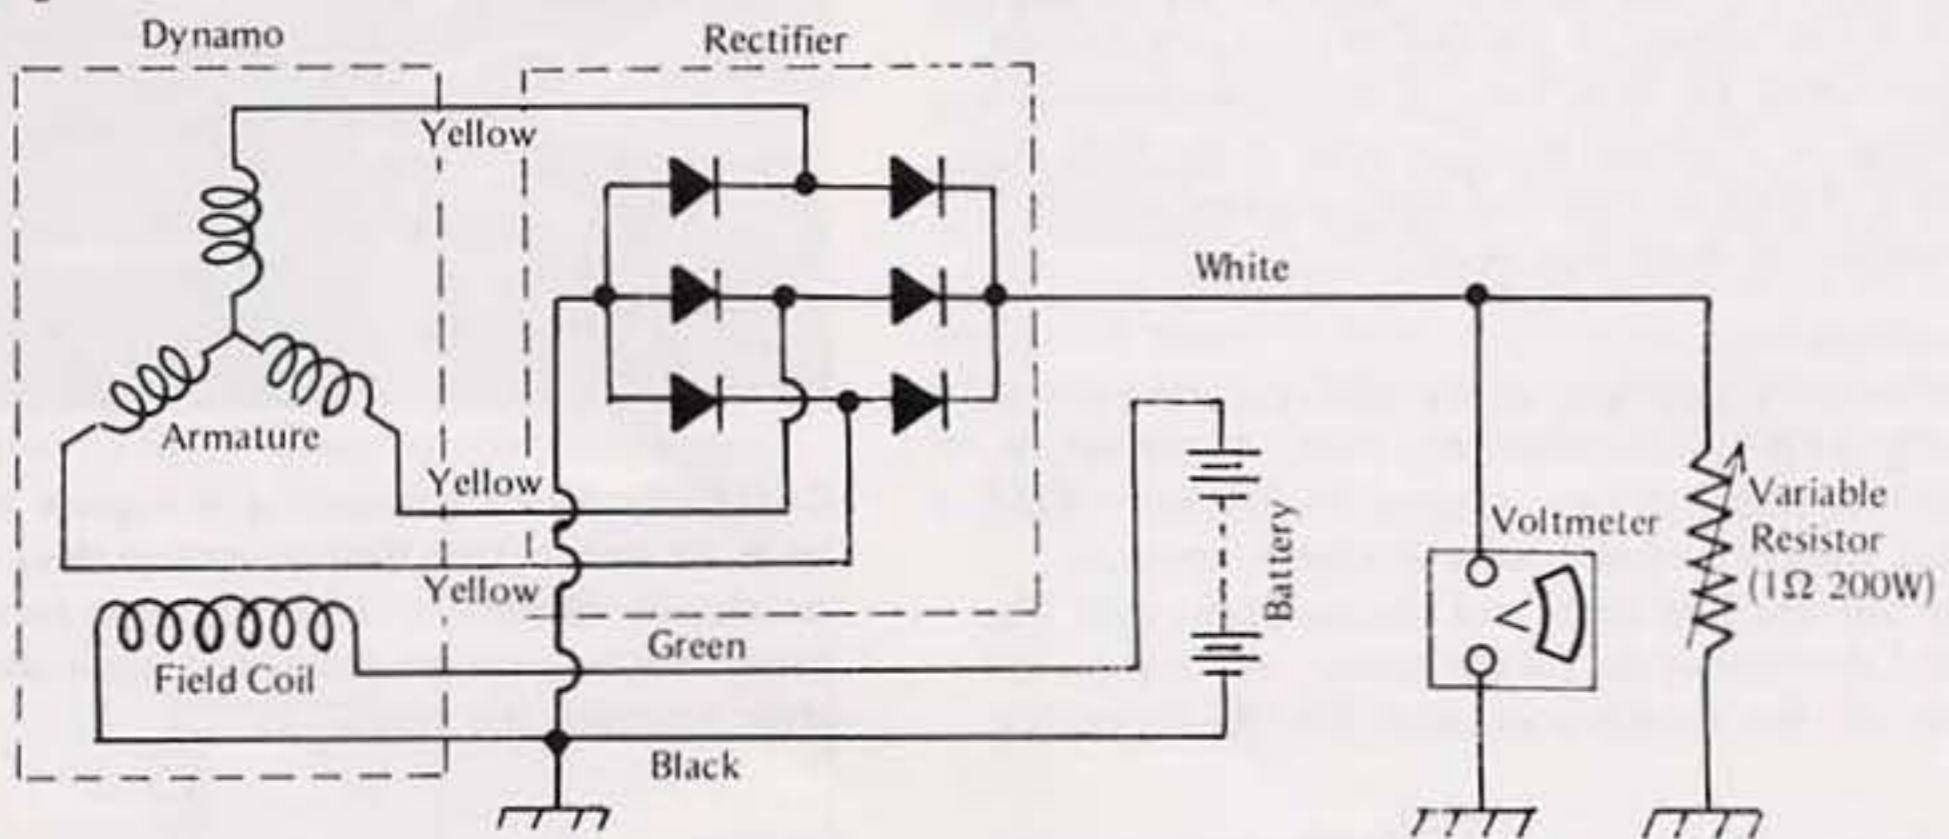 Dynamo
Rectifier
Yellow
White
Armature
Yellow
Voltmeter
Variable
Resistor
(1Ω 200W)
Battery
Yellow
Green
Field Coil
Black